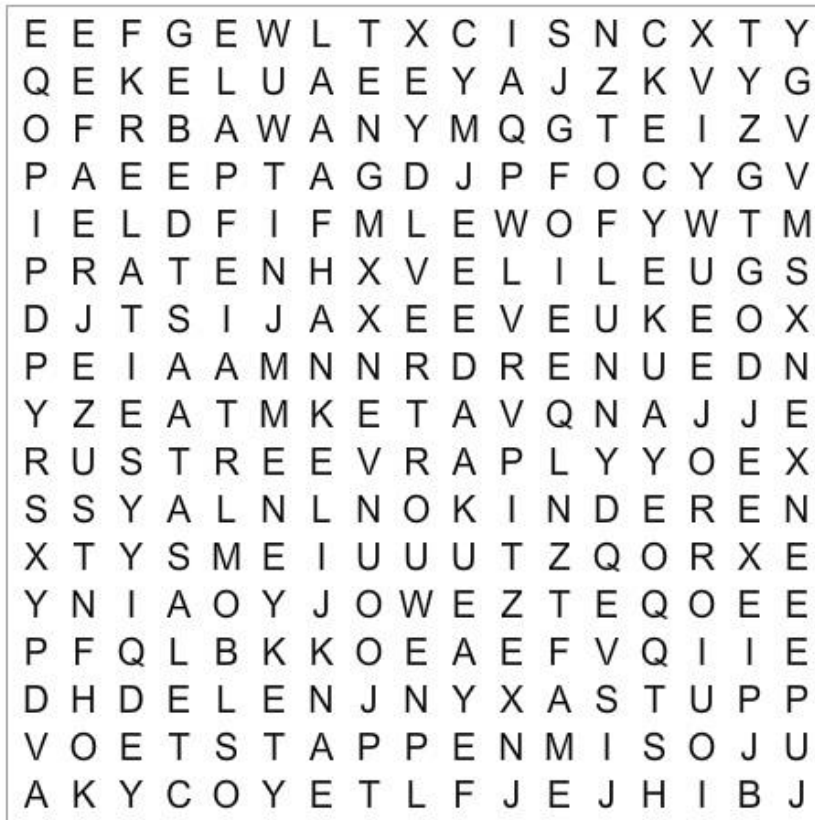 E E F G E W L T X C I S N C X T Y
Q E K E L U A E E Y A J Z K V Y G
O F R B A W A N Y M Q G T E I Z V
P A E E P T A G D J P F O C Y G V
I E L D F I F M L E W O F Y W T M
P R A T E N H X V E L I L E U G S
D J T S I J A X E E V E U K E O X
P E I A A M N N R D R E N U E D N
Y Z E A T M K E T A V Q N A J J E
R U S T R E E V R A P L Y Y O E X
S S Y A L N L N O K I N D E R E N
X T Y S M E I U U U T Z Q O R X E
Y N I A O Y J O W E Z T E Q O E E
P F Q L B K K O E A E F V Q I I E
D H D E L E N J N Y X A S T U P P
V O E T S T A P P E N M I S O J U
A K Y C O Y E T L F J E J H I B J